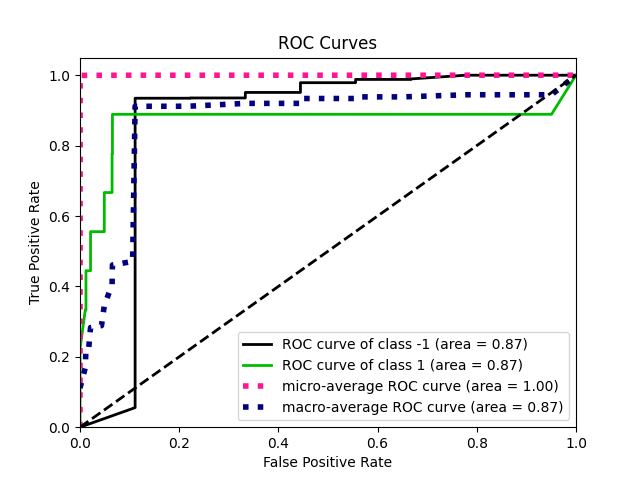 ROC Curves
True Positive Rate
1.0
0.8
0.6
0.4
0.2
0.0
ROC curve of class -1 (area = 0.87)
ROC curve of class 1 (area = 0.87)
micro-average ROC curve (area = 1.00)
macro-average ROC curve (area = 0.87)
0.0 0.2 0.4 0.6 0.8 1.0
False Positive Rate